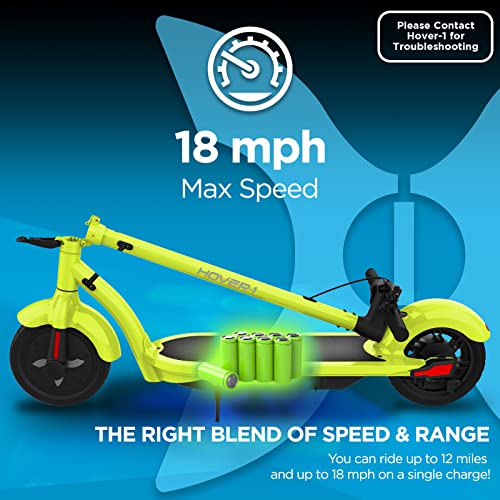 Please Contact
Hover-1 for
Troubleshooting
18 mph
Max Speed
HOVER-1
THE RIGHT BLEND OF SPEED & RANGE
You can ride up to 12 miles
and up to 18 mph on a single charge!